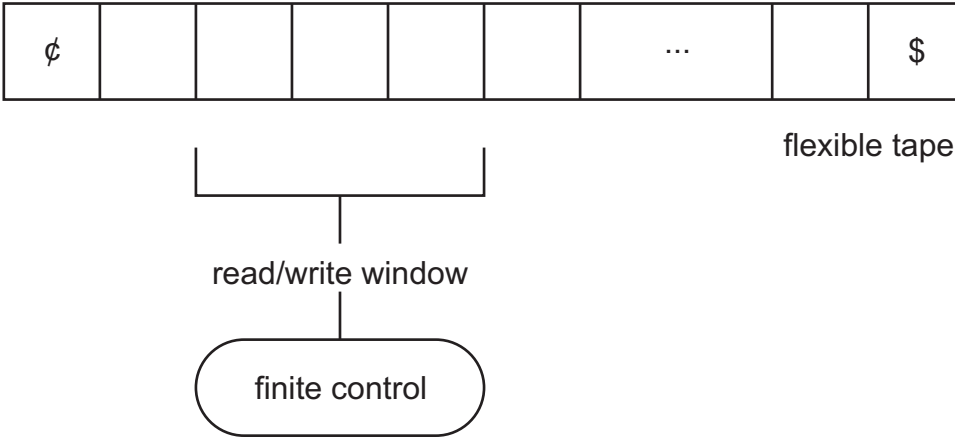 ¢ ... $
flexible tape
read/write window
finite control